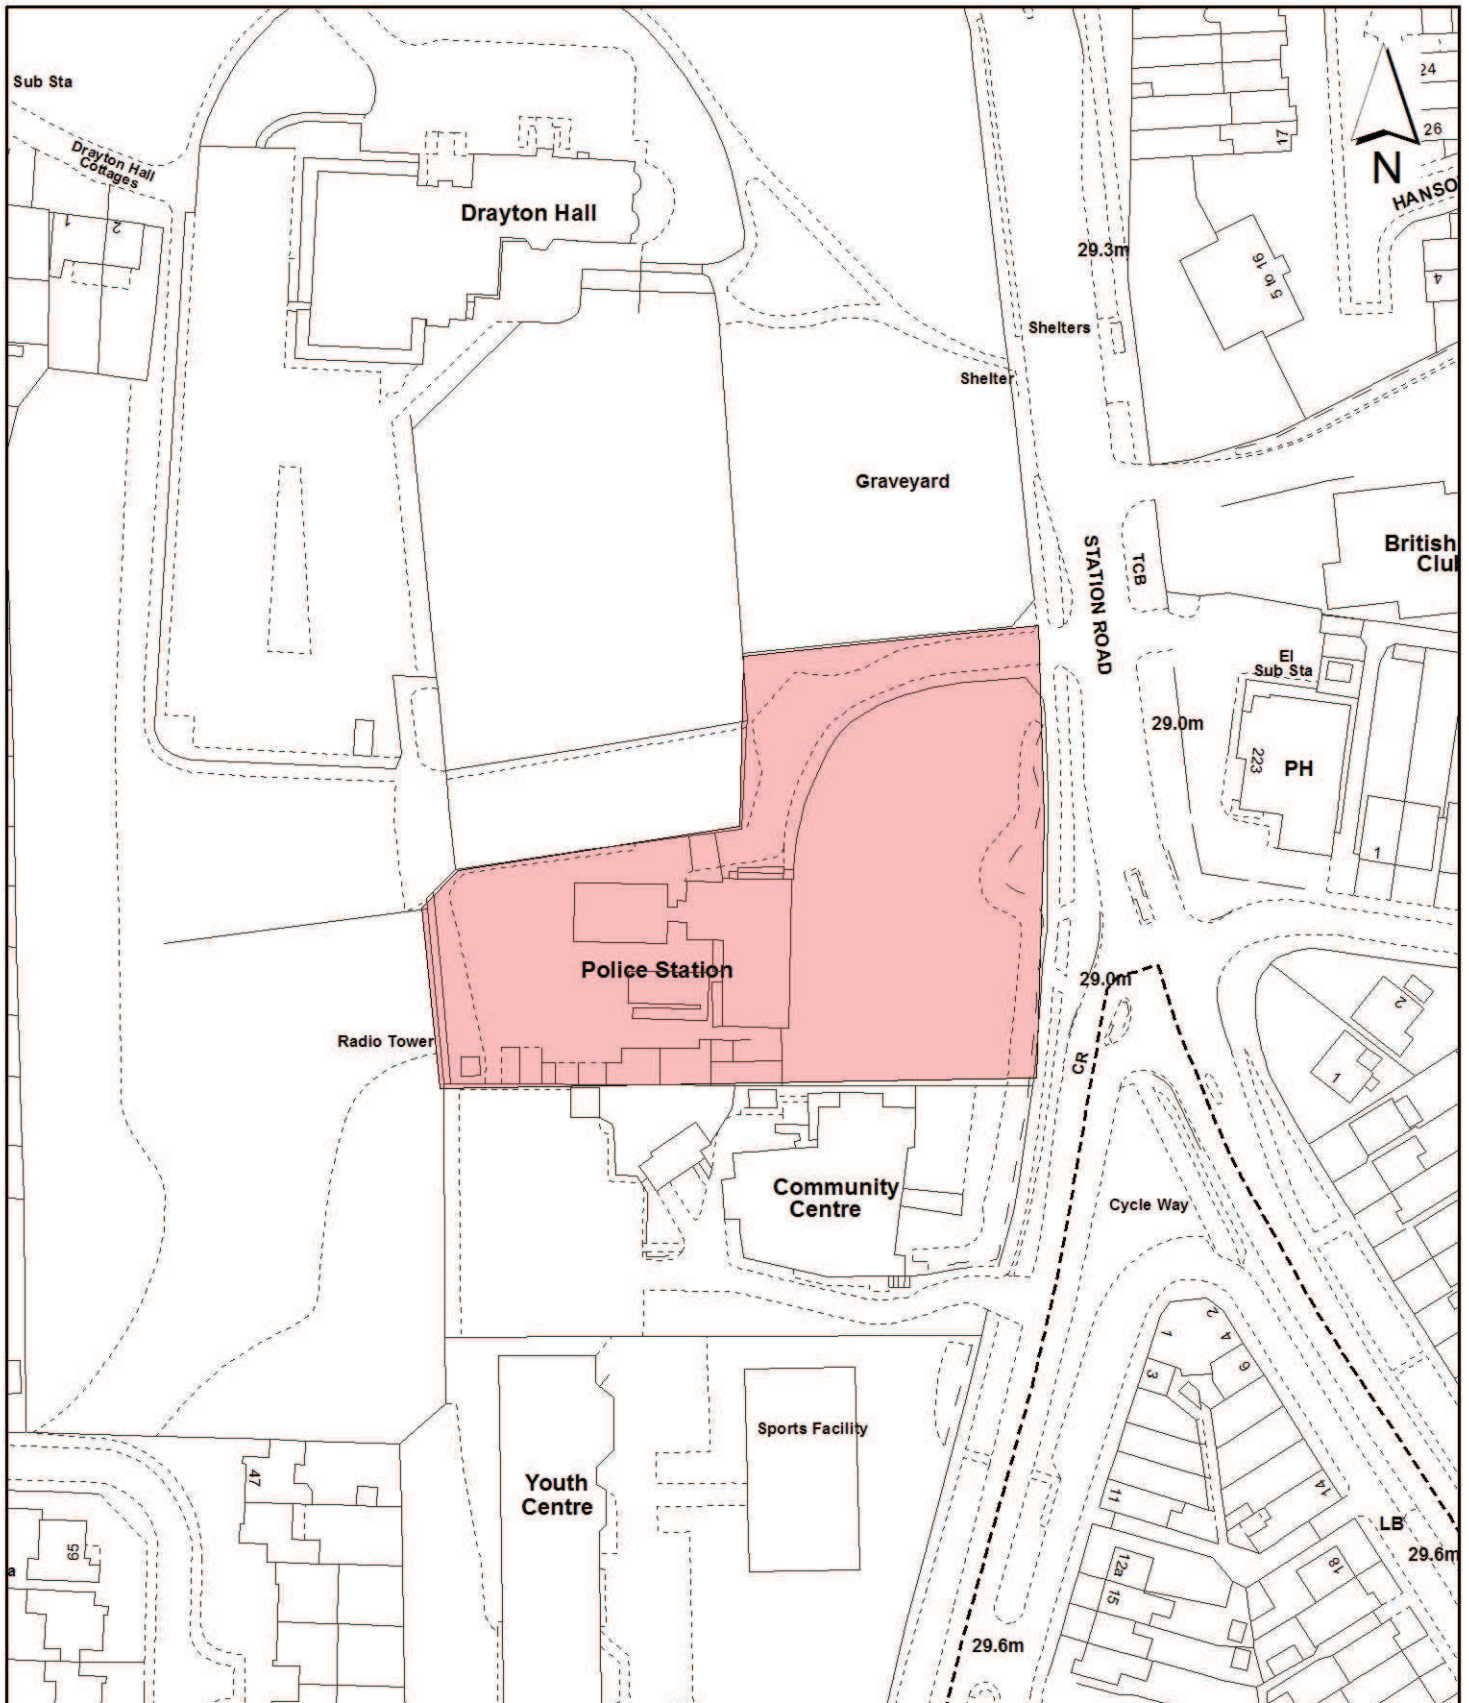 Sub Sta
24
17
26
Drayton Hall
Cottages
N
HANSO
Drayton Hall
1
2
29.3m
5 to 16
4
Shelters
Shelter
Graveyard
STATION ROAD
TCB
British
Clu
El
Sub Sta
29.0m
223
PH
1
Police Station
29.0m
2
Radio Tower
CR
1
Community
Centre
Cycle Way
2
1
4
3
6
Sports Facility
47
Youth
Centre
11
14
LB
65
29.6m
12a
18
a
15
29.6m